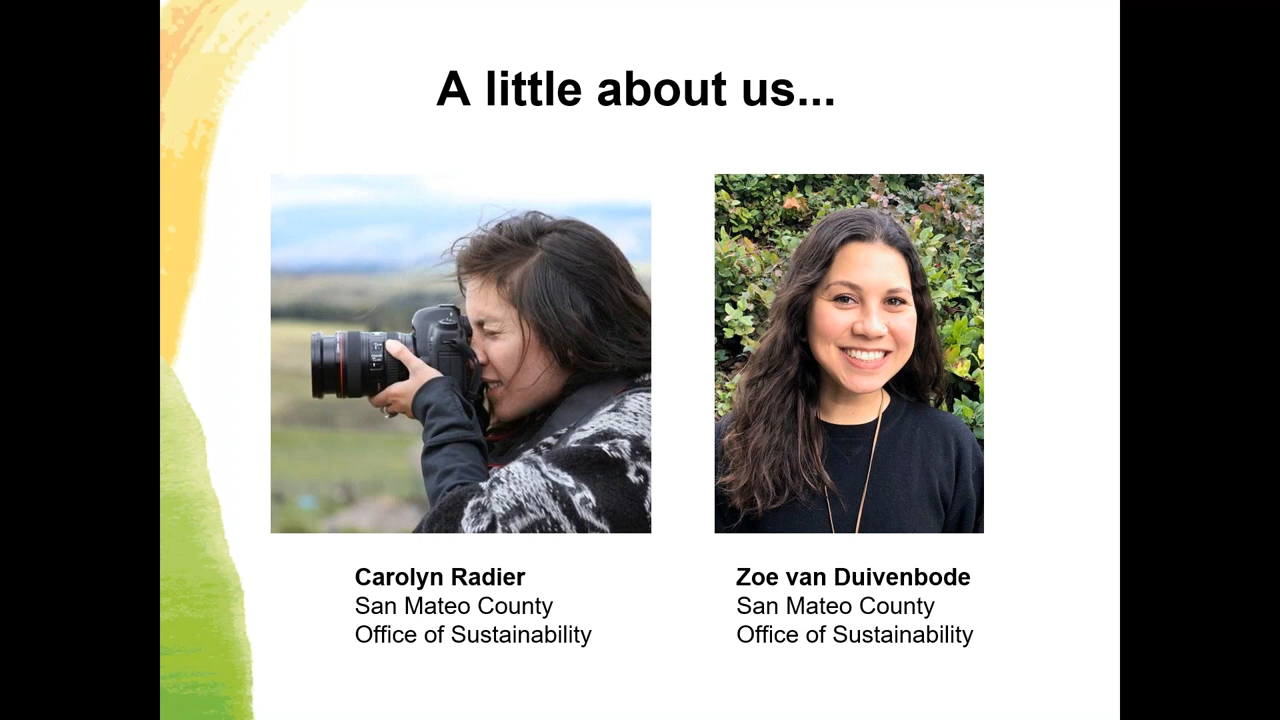 A little about us...
Carolyn Radier
San Mateo County
Office of Sustainability
Zoe van Duivenbode
San Mateo County
Office of Sustainability